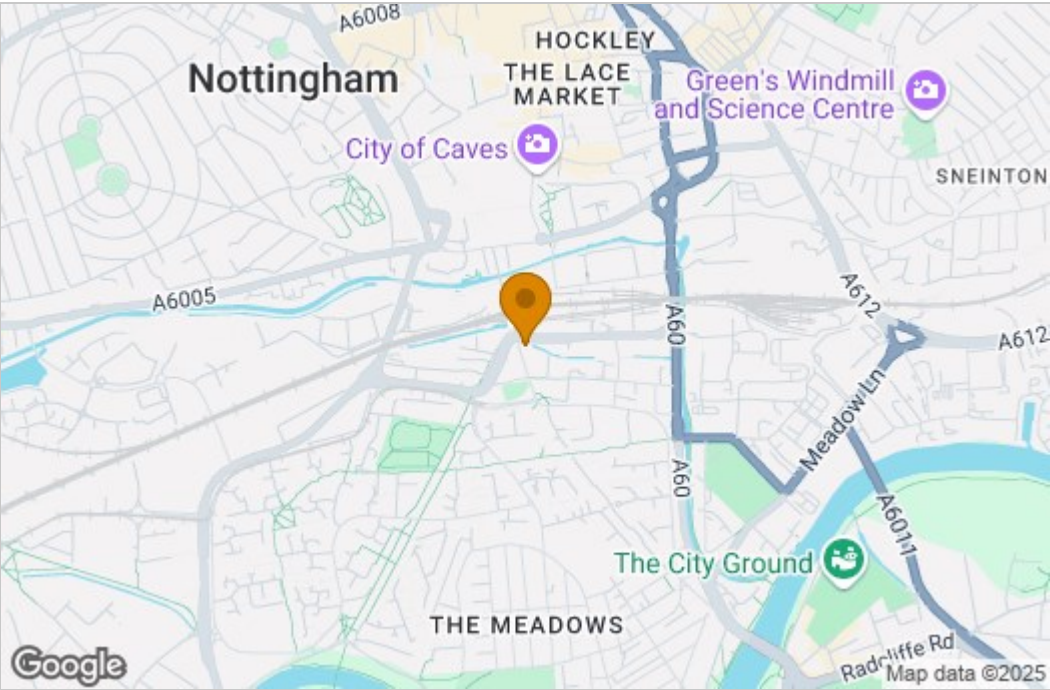 A6008
HOCKLEY
Nottingham
THE LACE
MARKET
Green's Windmill
and Science Centre
City of Caves
SNEINTON
A6005
A60
A612
A612
Meadow Ln
A60
A6011
The City Ground
THE MEADOWS
Radcliffe Rd
Google
Map data ©2025